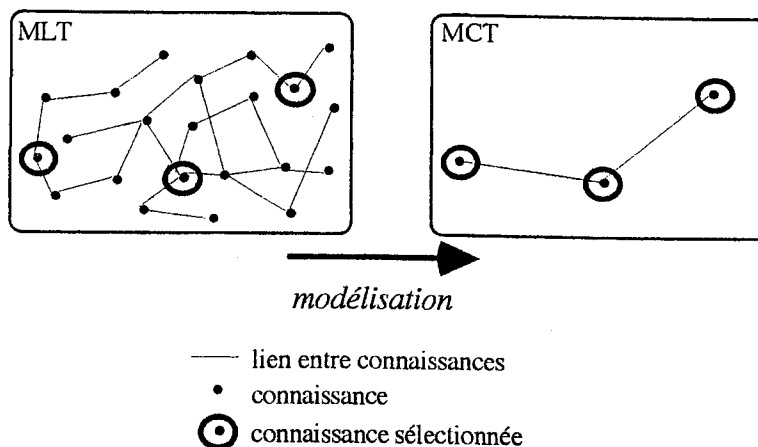 MLT
MCT
modélisation
lien entre connaissances
connaissance
connaissance sélectionnée